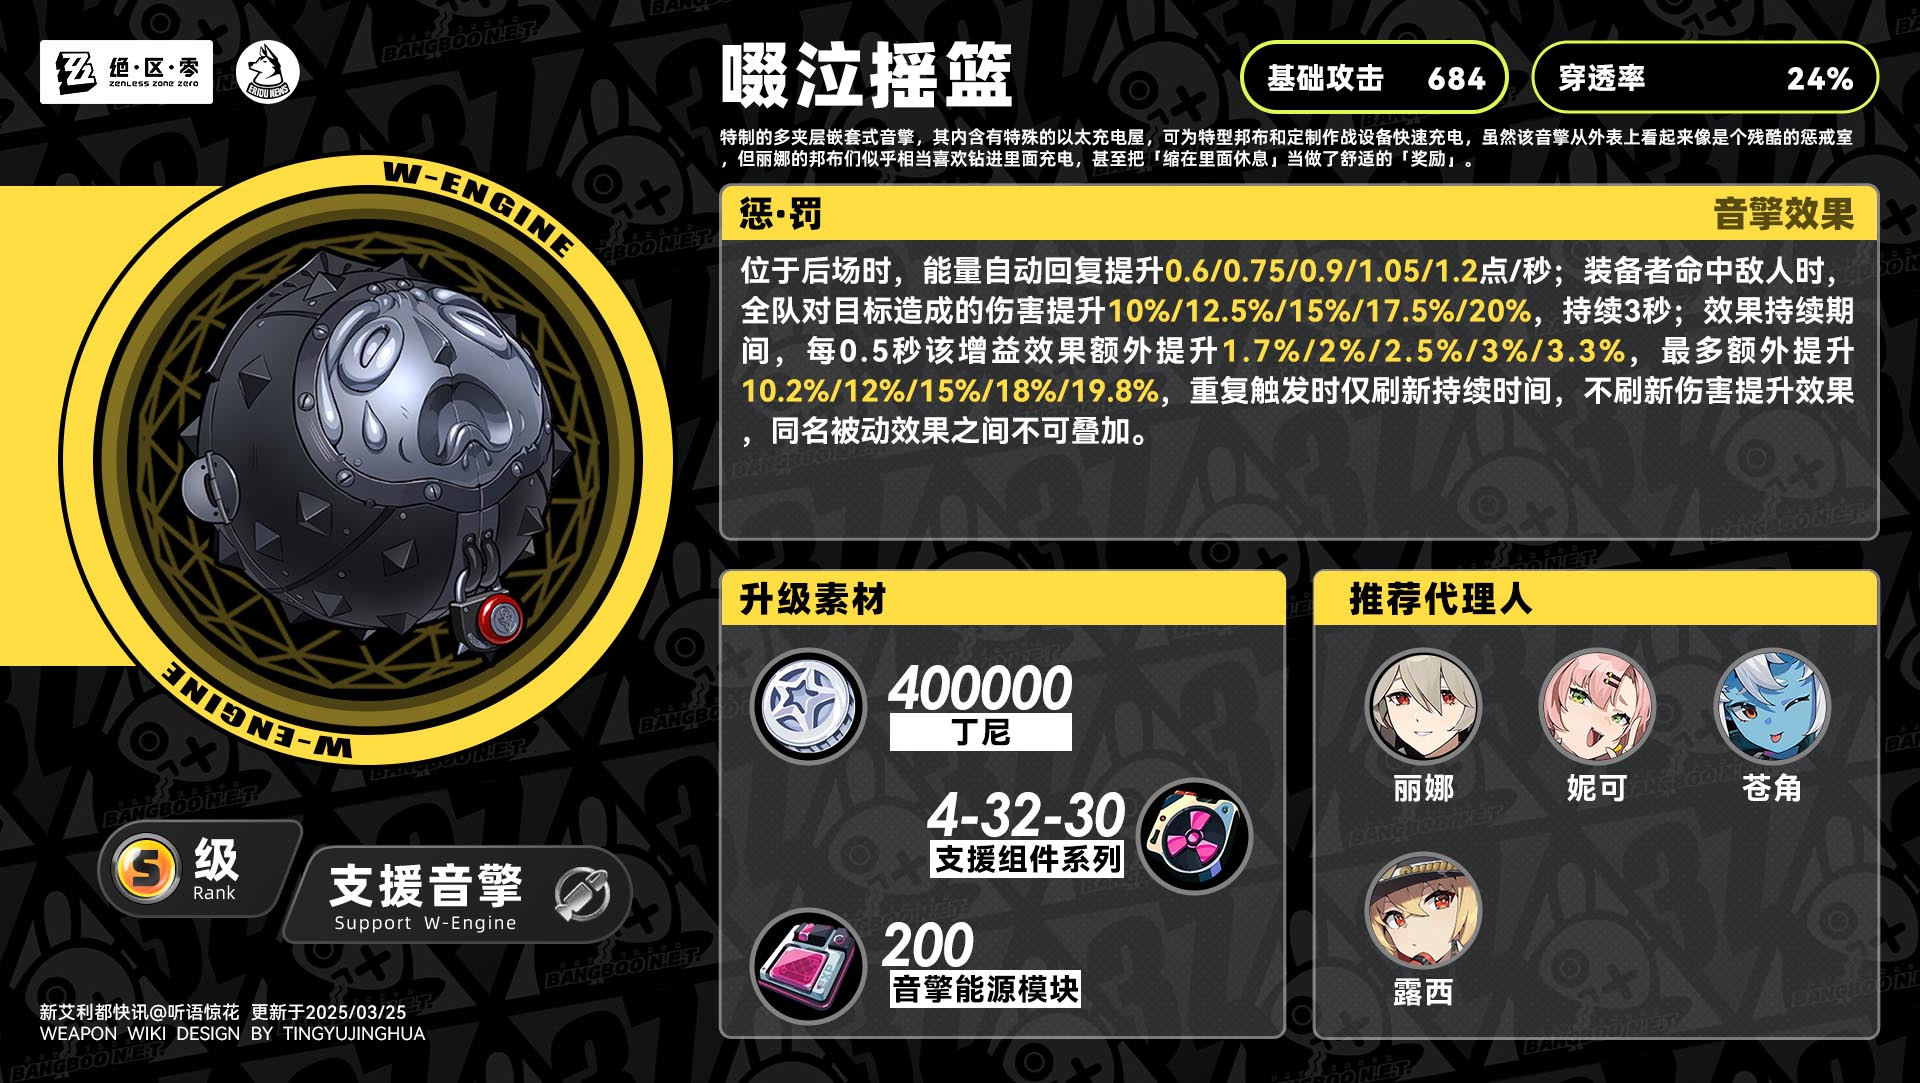 绝·区·零
ZENLESS ZONE ZERO
ERIDU NEWS
啜泣摇篮
基础攻击 684
穿透率 24%
特制的多夹层嵌套式音擎，其内含有特殊的以太充电屋，可为特型邦布和定制作战设备快速充电，虽然该音擎从外表上看起来像是个残酷的惩戒室
，但丽娜的邦布们似乎相当喜欢钻进里面充电，甚至把「缩在里面休息」当做了舒适的「奖励」。
W-ENGINE
W-ENGINE
惩·罚
音擎效果
位于后场时，能量自动回复提升0.6/0.75/0.9/1.05/1.2点/秒；装备者命中敌人时，
全队对目标造成的伤害提升10%/12.5%/15%/17.5%/20%，持续3秒；效果持续期
间，每0.5秒该增益效果额外提升1.7%/2%/2.5%/3%/3.3%，最多额外提升
10.2%/12%/15%/18%/19.8%，重复触发时仅刷新持续时间，不刷新伤害提升效果
，同名被动效果之间不可叠加。
升级素材
400000
丁尼
4-32-30
支援组件系列
200
音擎能源模块
推荐代理人
丽娜
妮可
苍角
露西
S
级
Rank
支援音擎
Support W-Engine
新艾利都快讯@听语惊花 更新于2025/03/25
WEAPON WIKI DESIGN BY TINGYUJINGHUA
BANGBOO N.E.T.